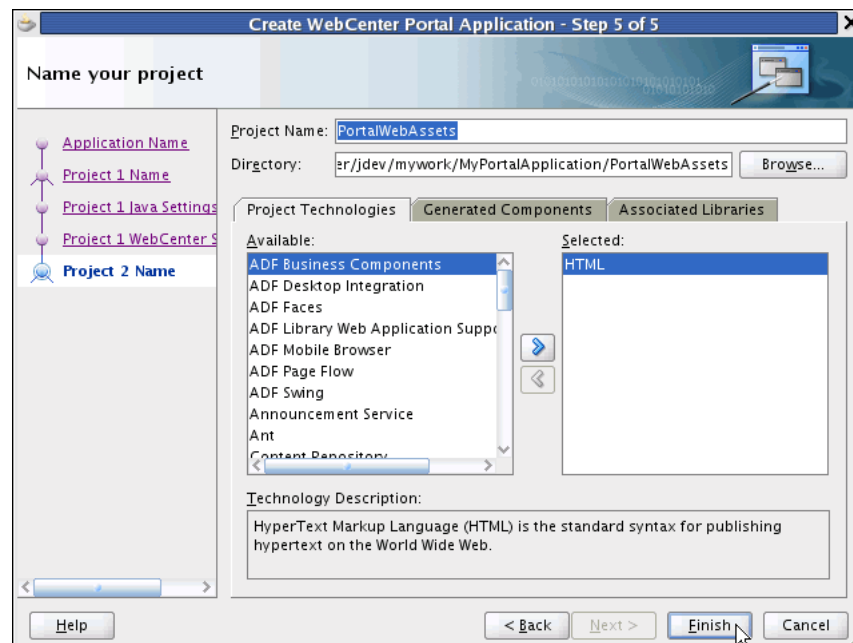 Create WebCenter Portal Application - Step 5 of 5
Name your project
Application Name
Project 1 Name
Project 1 Java Settings
Project 1 WebCenter S
Project 2 Name
Project Name: PortalWebAssets
Directory: er/jdev/mywork/MyPortalApplication/PortalWebAssets Browse...
Project Technologies Generated Components Associated Libraries
Available: Selected:
ADF Business Components HTML
ADF Desktop Integration
ADF Faces
ADF Library Web Application Suppo
ADF Mobile Browser
ADF Page Flow
ADF Swing
Announcement Service
Ant
Content Repository
Technology Description:
HyperText Markup Language (HTML) is the standard syntax for publishing
hypertext on the World Wide Web.
Help < Back Next > Finish Cancel